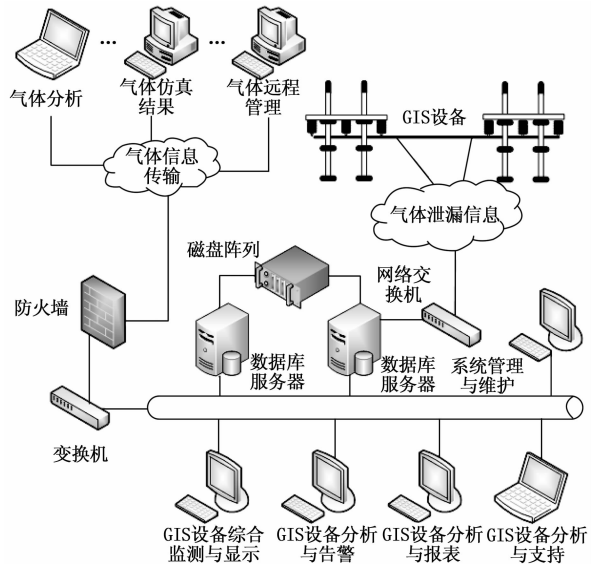 气体分析
气体仿真
结果
气体远程
管理
GIS设备
气体信息
传输
气体泄漏信息
磁盘阵列
网络交
换机
防火墙
数据库
服务器
数据库
服务器
系统管理
与维护
变换机
GIS设备综合
监测与显示
GIS设备分析
与告警
GIS设备分析
与报表
GIS设备分析
与支持